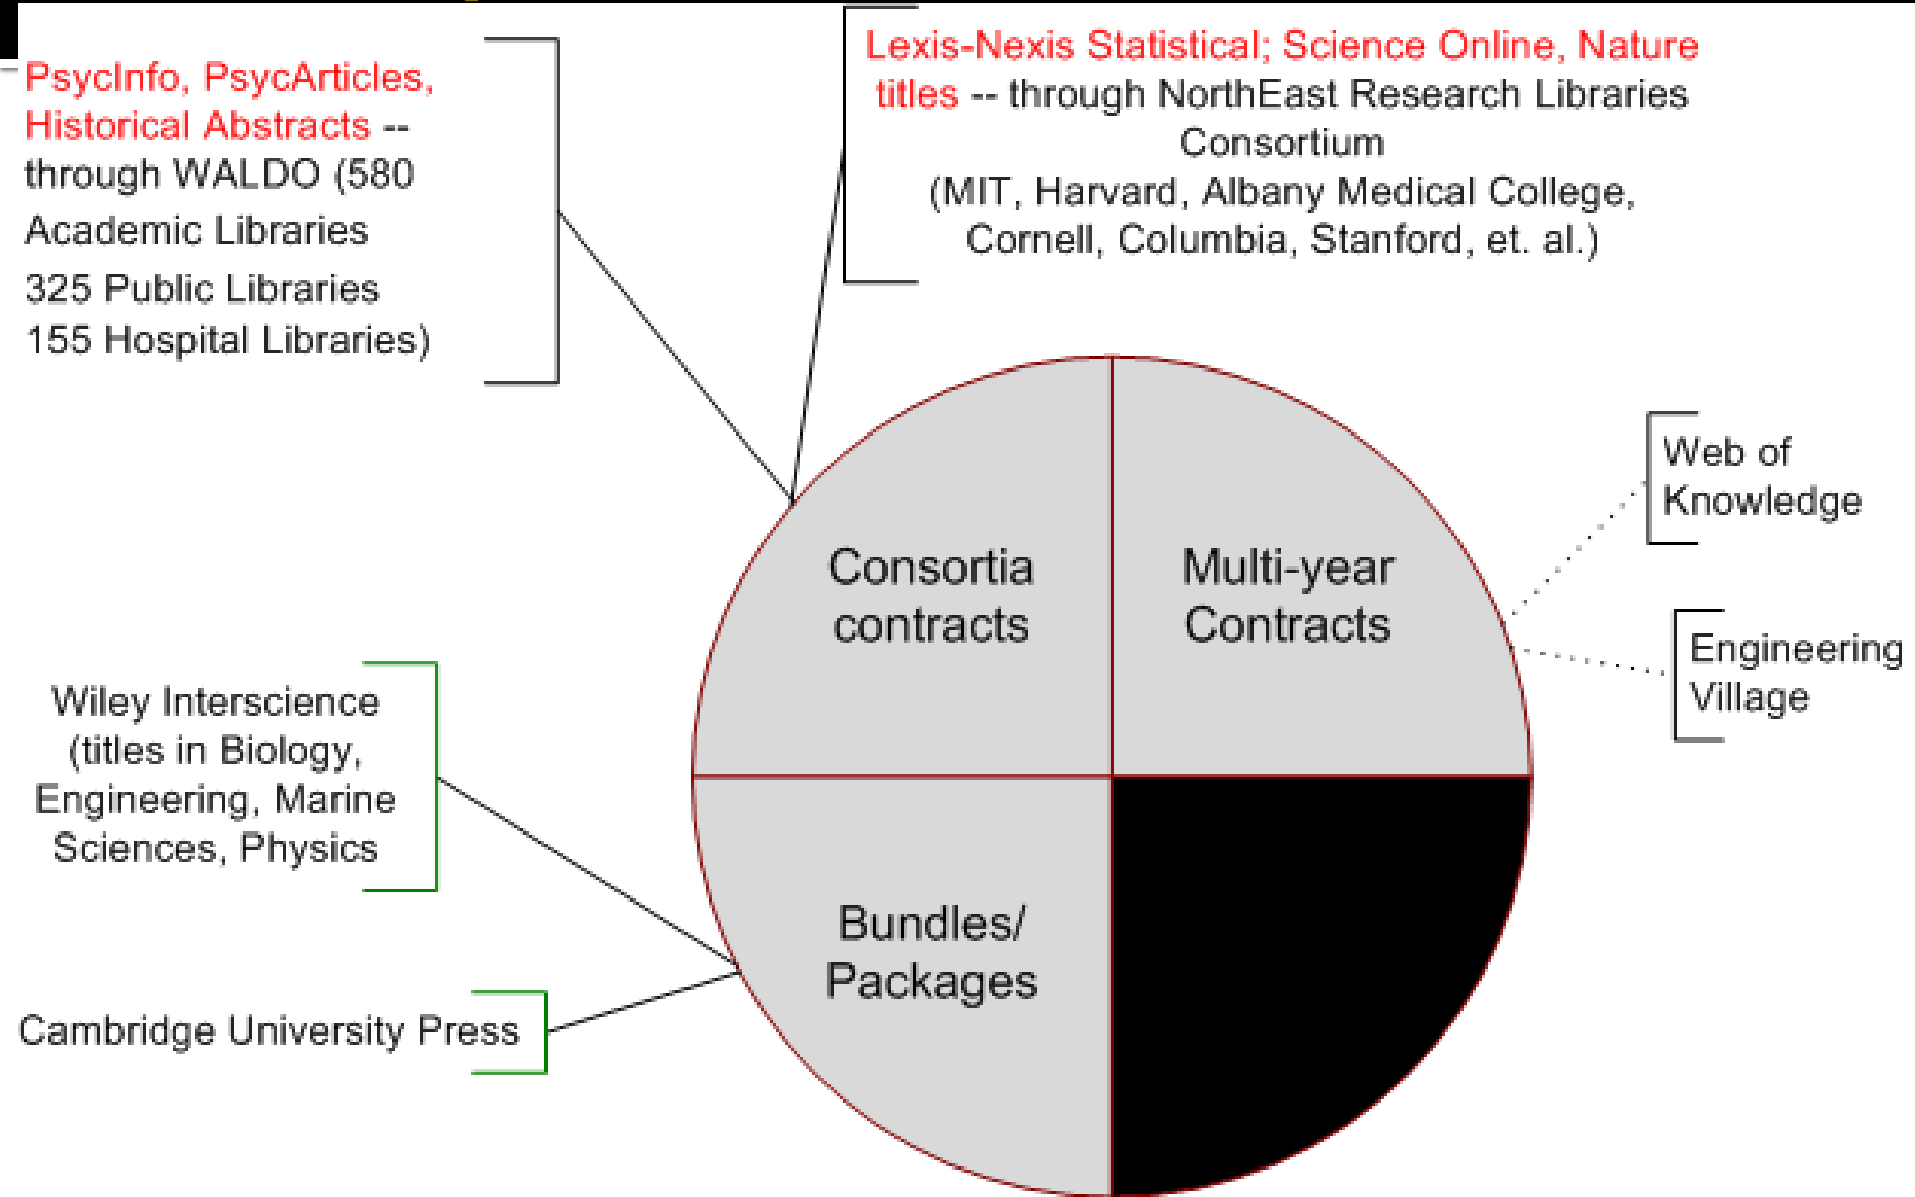 PsycInfo, PsycArticles,
Historical Abstracts --
through WALDO (580
Academic Libraries
325 Public Libraries
155 Hospital Libraries)
Lexis-Nexis Statistical; Science Online, Nature
titles -- through NorthEast Research Libraries
Consortium
(MIT, Harvard, Albany Medical College,
Cornell, Columbia, Stanford, et. al.)
Consortia
contracts
Multi-year
Contracts
Web of
Knowledge
Engineering
Village
Wiley Interscience
(titles in Biology,
Engineering, Marine
Sciences, Physics
Bundles/
Packages
Cambridge University Press